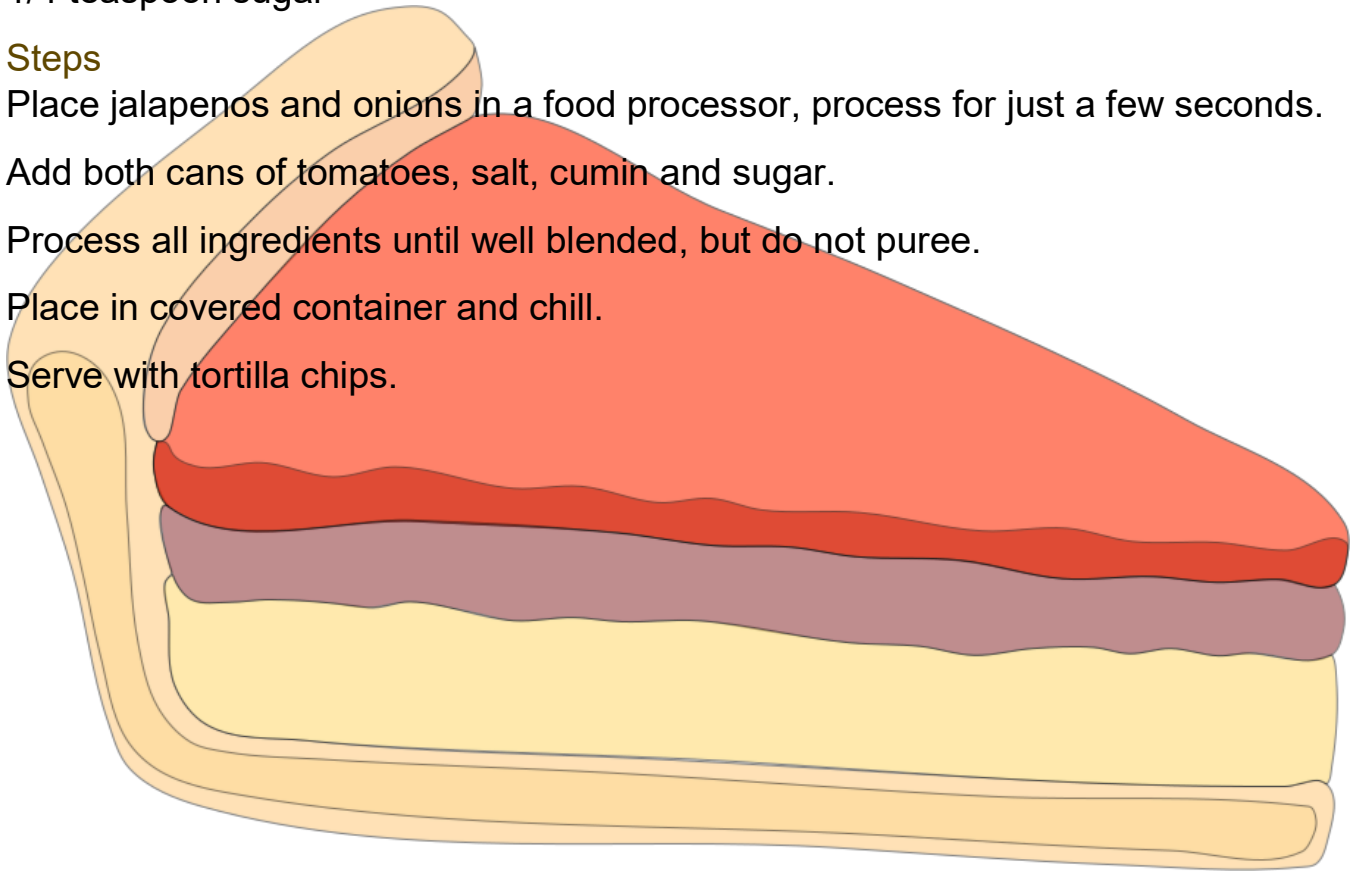 teaspoon sugar
Steps
Place jalapenos and onions in a food processor, process for just a few seconds.
Add both cans of tomatoes, salt, cumin and sugar.
Process all ingredients until well blended, but do not puree.
Place in covered container and chill.
Serve with tortilla chips.